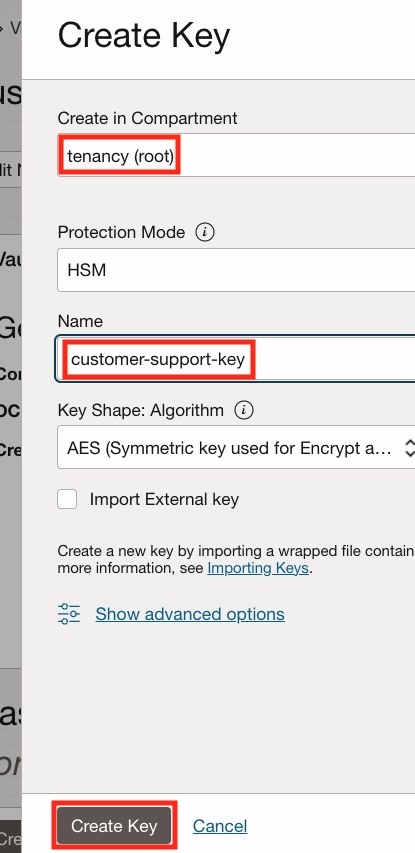 Create Key
Create in Compartment
tenancy (root)
Protection Mode
HSM
Name
customer-support-key
Key Shape: Algorithm
AES (Symmetric key used for Encrypt a...
Import External key
Create a new key by importing a wrapped file contain
more information, see Importing Keys.
Show advanced options
Create Key Cancel